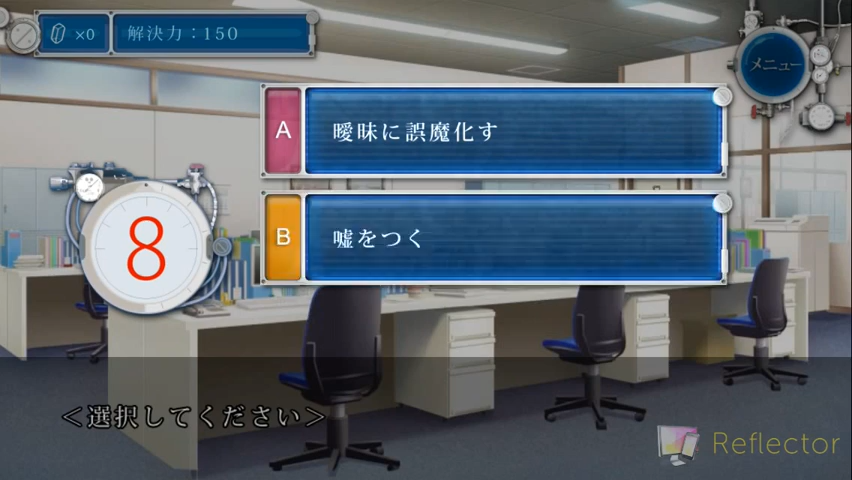 ×0
解決力：150
メニュー
A
曖昧に誤魔化す
B
嘘をつく
8
＜選択してください＞
Reflector